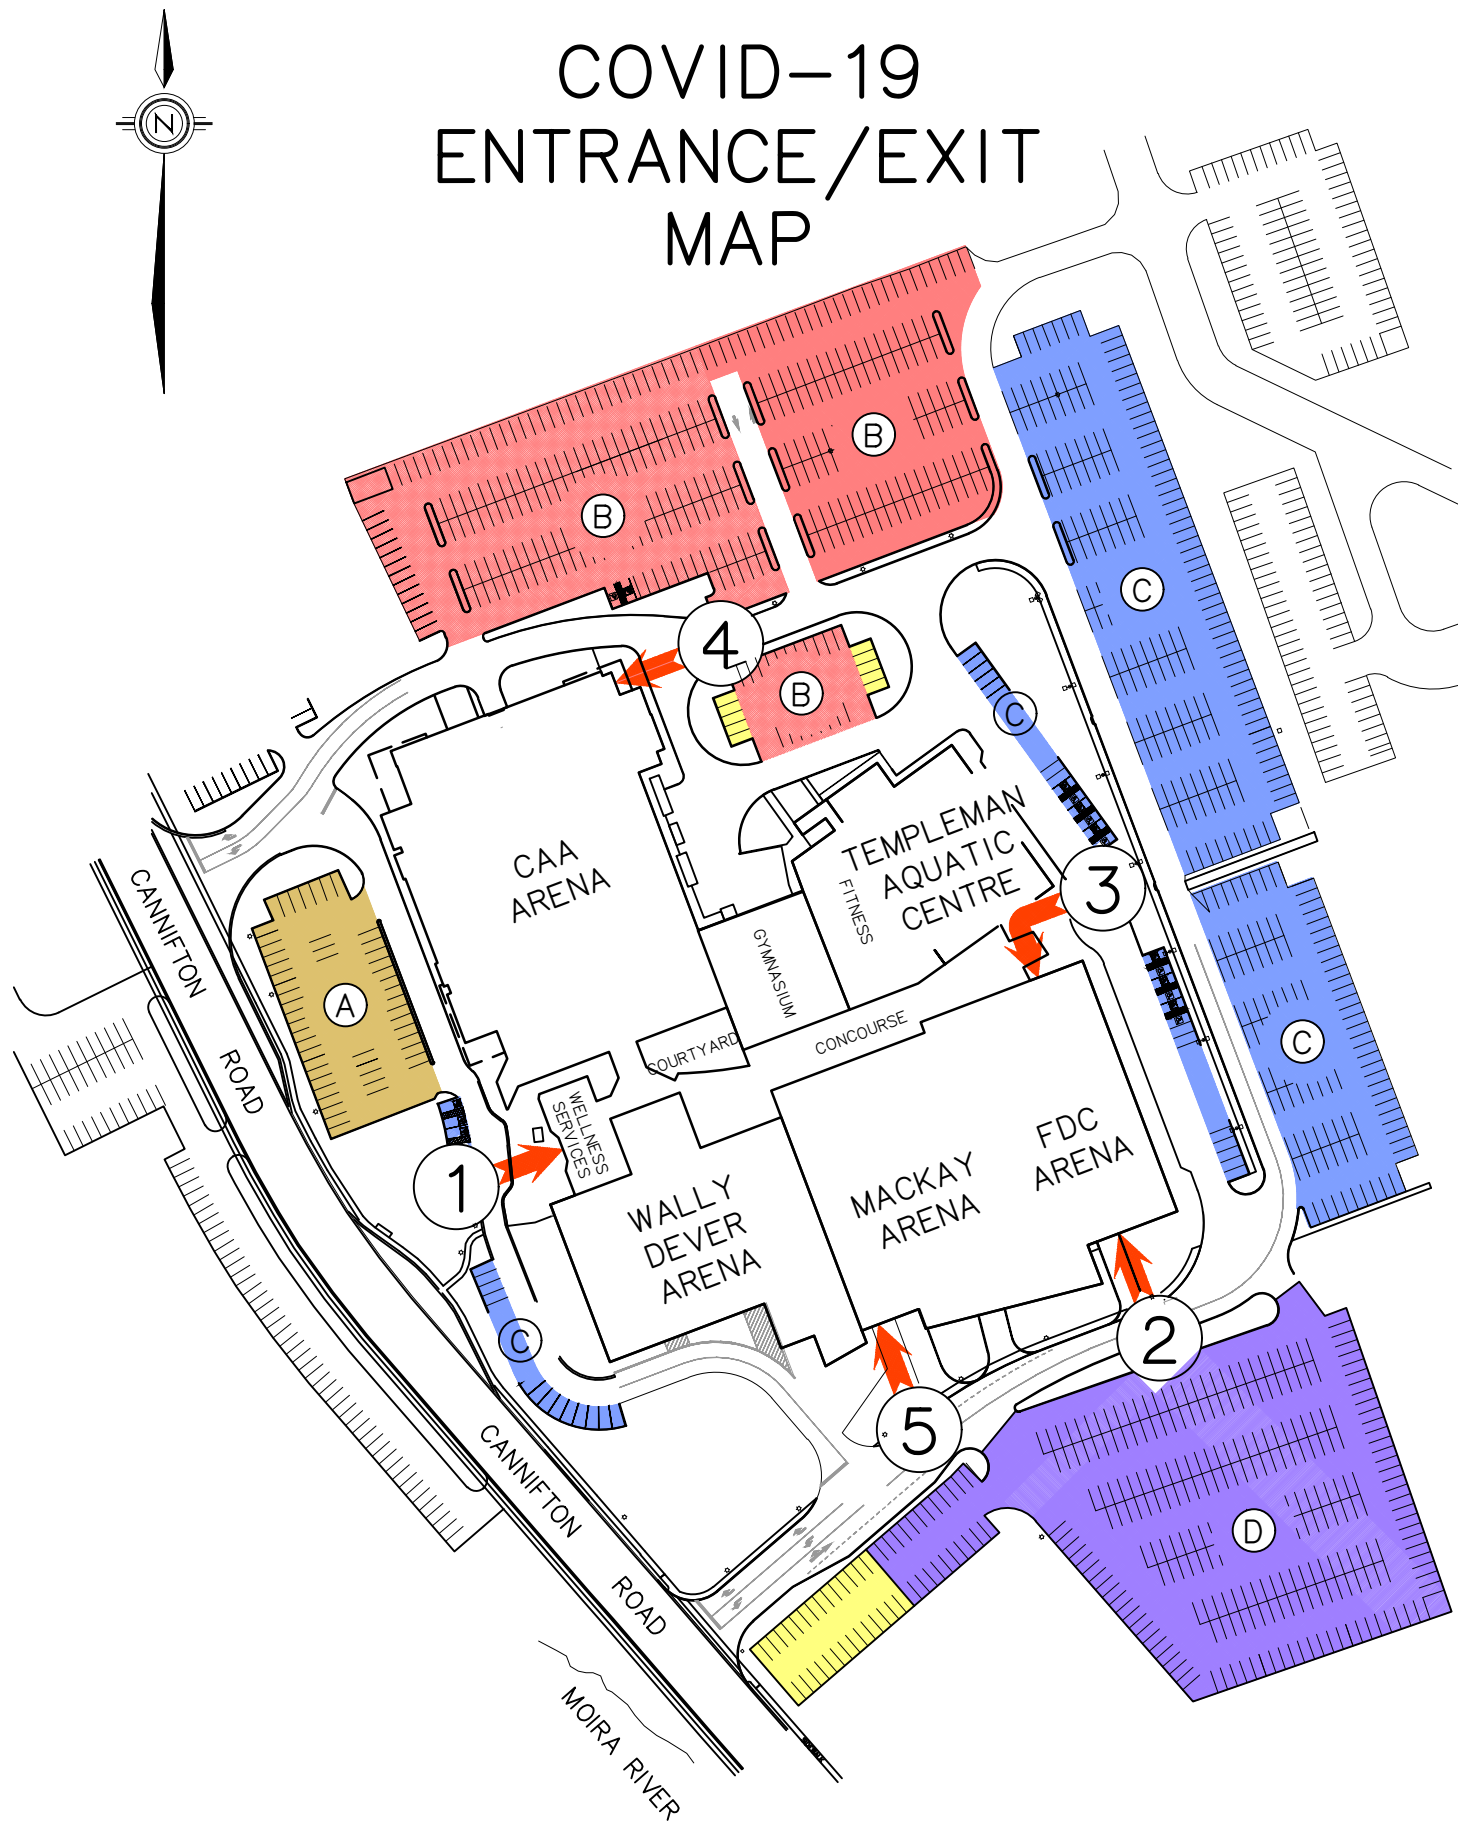 N
COVID-19
ENTRANCE/EXIT
MAP
B
B
C
4
B
C
TEMPLEMAN
AQUATIC
CENTRE
FITNESS
3
CAA
ARENA
CANNIFTON
ROAD
A
GYMNASIUM
CONCOURSE
COURTYARD
C
WELLNESS
SERVICES
1
FDC
ARENA
MACKAY
ARENA
WALLY
DEVER
ARENA
C
2
5
CANNIFTON
ROAD
D
MOIRA RIVER